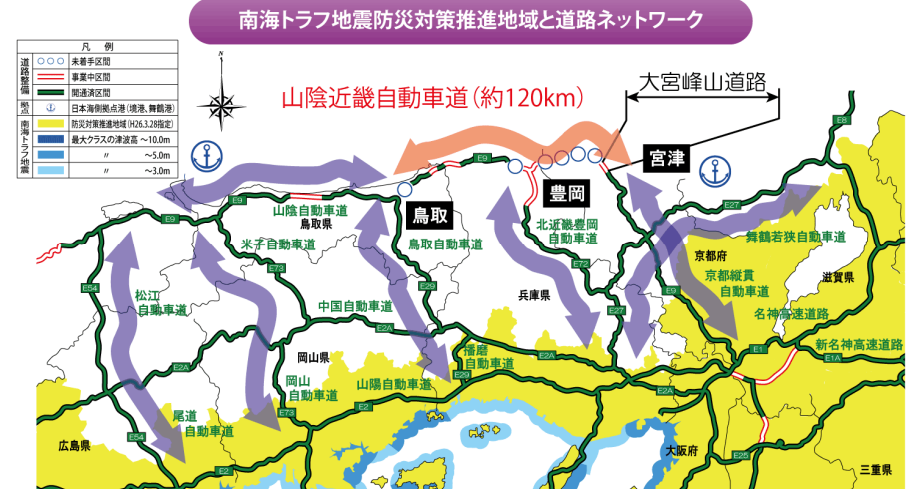 南海トラフ地震防災対策推進地域と道路ネットワーク
凡 例
道路整備
未着手区間
事業中区間
開通済区間
拠点
日本海側拠点港(境港、舞鶴港)
南海トラフ地震
防災対策推進地域(H26.3.28指定)
最大クラスの津波高 ～10.0m
〃 ～5.0m
〃 ～3.0m
N
山陰近畿自動車道(約120km)
大宮峰山道路
E8
宮津
E9
豊岡
鳥取
E9
E9
E27
山陰自動車道
鳥取県
鳥取自動車道
北近畿豊岡
自動車道
舞鶴若狭自動車道
米子自動車道
京都府
滋賀県
E73
E72
京都縦貫
自動車道
E54
松江
自動車道
E29
兵庫県
E9
中国自動車道
E27
名神高速道路
E2A
E1
新名神高速道路
E1A
岡山県
播磨
自動車道
E2A
E2A
E29
岡山
自動車道
山陽自動車道
E2A
E73
E2
尾道
自動車道
E54
広島県
大阪府
E25
E2
三重県